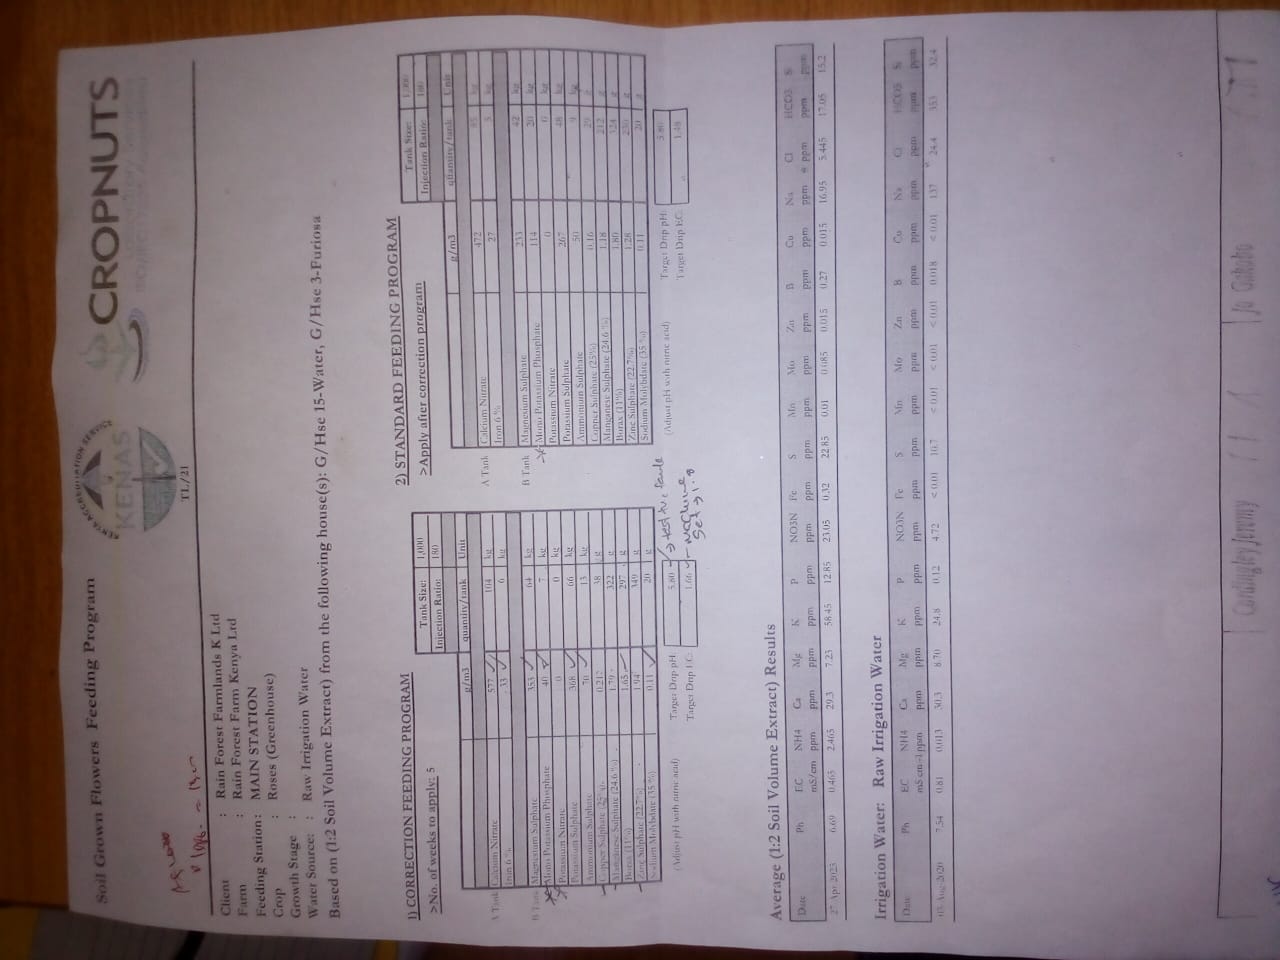 Soil Grown Flowers Feeding Program
KENYA ACCREDITATION SERVICE
KENAS
TL/21
CROPNUTS
Client : Rain Forest Farmlands K Ltd
Farm : Rain Forest Farm Kenya Ltd
Feeding Station: MAIN STATION
Crop : Roses (Greenhouse)
Growth Stage :
Water Source: : Raw Irrigation Water
Based on (1:2 Soil Volume Extract) from the following house(s): G/Hse 15-Water, G/Hse 3-Furiosa
1) CORRECTION FEEDING PROGRAM
>No. of weeks to apply: 5
Tank Size: 1,000
Injection Ratio: 180
g/m3 quantity/tank Unit
A Tank Calcium Nitrate 577 104 kg
Iron 6 % 33 6 kg
B Tank Magnesium Sulphate 353 64 kg
Mono Potassium Phosphate 40 7 kg
Potassium Nitrate 0 0 kg
Potassium Sulphate 368 66 kg
Ammonium Sulphate 70 13 kg
Copper Sulphate (25%) 0.212 38 g
Manganese Sulphate (24.6 %) 1.79 322 g
Borax (11%) 1.65 297 g
Zinc Sulphate (22.7%) 1.94 349 g
Sodium Molybdate (35 %) 0.11 20 g
(Adjust pH with nitric acid)
Target Drip pH: 5.80
Target Drip EC: 1.66
Machine
Set → 1.8
2) STANDARD FEEDING PROGRAM
>Apply after correction program
Tank Size:
Injection Ratio: 180
g/m3 quantity/tank Unit
A Tank Calcium Nitrate 472 85 kg
Iron 6 % 27 5 kg
B Tank Magnesium Sulphate 233 42 kg
Mono Potassium Phosphate 114 20 kg
Potassium Nitrate 0 0 kg
Potassium Sulphate 267 48 kg
Ammonium Sulphate 50 9 kg
Copper Sulphate (25%) 0.16 29 g
Manganese Sulphate (24.6 %) 1.18 212 g
Borax (11%) 1.80 324 g
Zinc Sulphate (22.7%) 1.28 230 g
Sodium Molybdate (35 %) 0.11 20 g
(Adjust pH with nitric acid)
Target Drip pH: 5.80
Target Drip EC: 1.48
Average (1:2 Soil Volume Extract) Results
Date Ph EC NH4 Ca Mg K P NO3N Fe S Mn Mo Zn B Cu Na Cl HCO3 S
mS/cm ppm ppm ppm ppm ppm ppm ppm ppm ppm ppm ppm ppm ppm ppm ppm ppm ppm
27 Apr 2023 6.69 0.465 2.465 29.3 7.23 58.45 12.85 23.05 0.32 22.85 0.01 0.085 0.015 0.27 0.015 16.95 5.445 17.05 15.2
Irrigation Water: Raw Irrigation Water
Date Ph EC NH4 Ca Mg K P NO3N Fe S Mn Mo Zn B Cu Na Cl HCO3 S
mS cm-1 ppm ppm ppm ppm ppm ppm ppm ppm ppm ppm ppm ppm ppm ppm ppm ppm ppm
03 Aug 2020 7.54 0.81 0.013 30.3 8.70 24.8 0.12 4.72 < 0.01 10.7 < 0.01 < 0.01 < 0.01 0.018 < 0.01 137 24.4 353 32.4